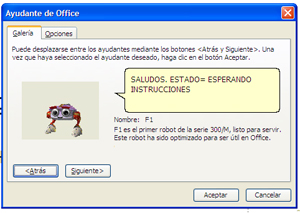 Ayudante de Office
Galería
Opciones
Puede desplazarse entre los ayudantes mediante los botones <Atrás y Siguiente>. Una
vez que haya seleccionado el ayudante deseado, haga clic en el botón Aceptar.
SALUDOS. ESTADO= ESPERANDO
INSTRUCCIONES
Nombre: F1
F1 es el primer robot de la serie 300/M, listo para servir.
Este robot ha sido optimizado para ser útil en Office.
<Atrás
Siguiente>
Aceptar
Cancelar